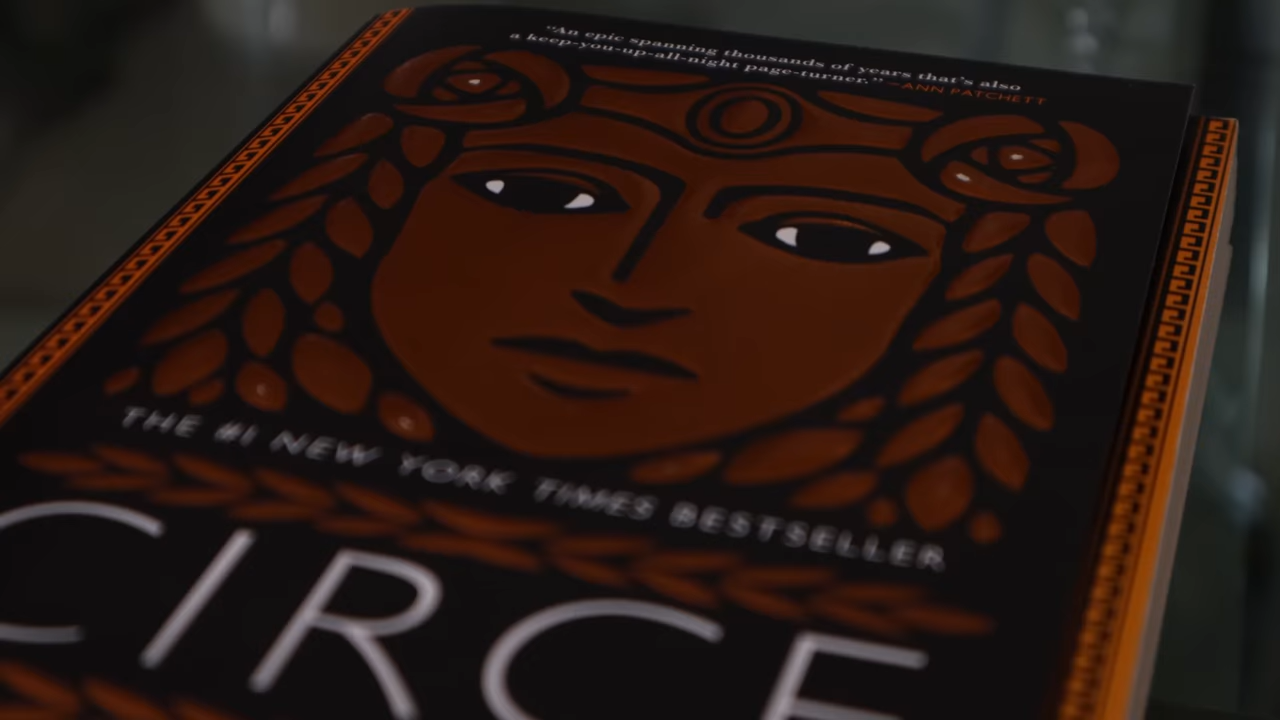 “An epic spanning thousands of years that’s also
a keep-you-up-all-night page-turner.” —ANN PATCHETT
THE #1 NEW YORK TIMES BESTSELLER
CIRCE